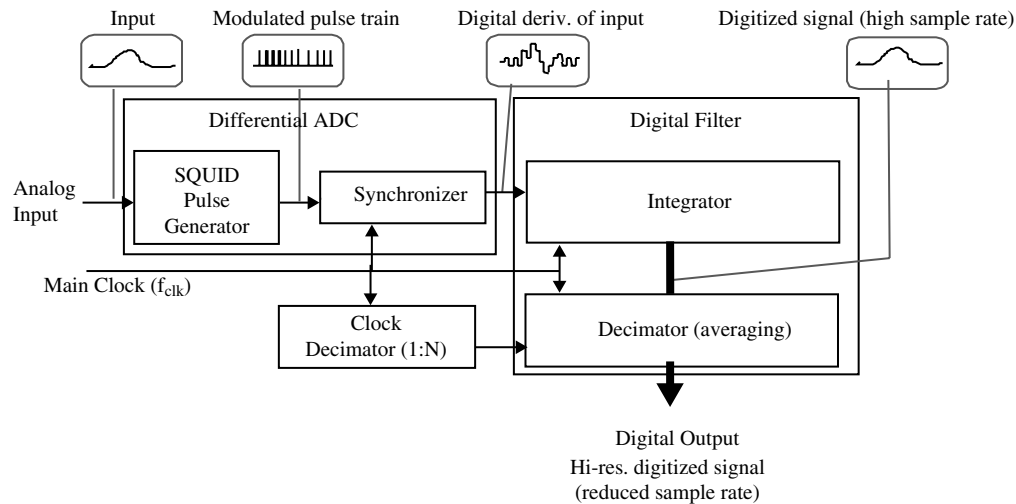 Input
Modulated pulse train
Digital deriv. of input
Digitized signal (high sample rate)
Differential ADC
Digital Filter
Analog
Input
SQUID
Pulse
Generator
Synchronizer
Integrator
Main Clock (fclk)
Clock
Decimator (1:N)
Decimator (averaging)
Digital Output
Hi-res. digitized signal
(reduced sample rate)